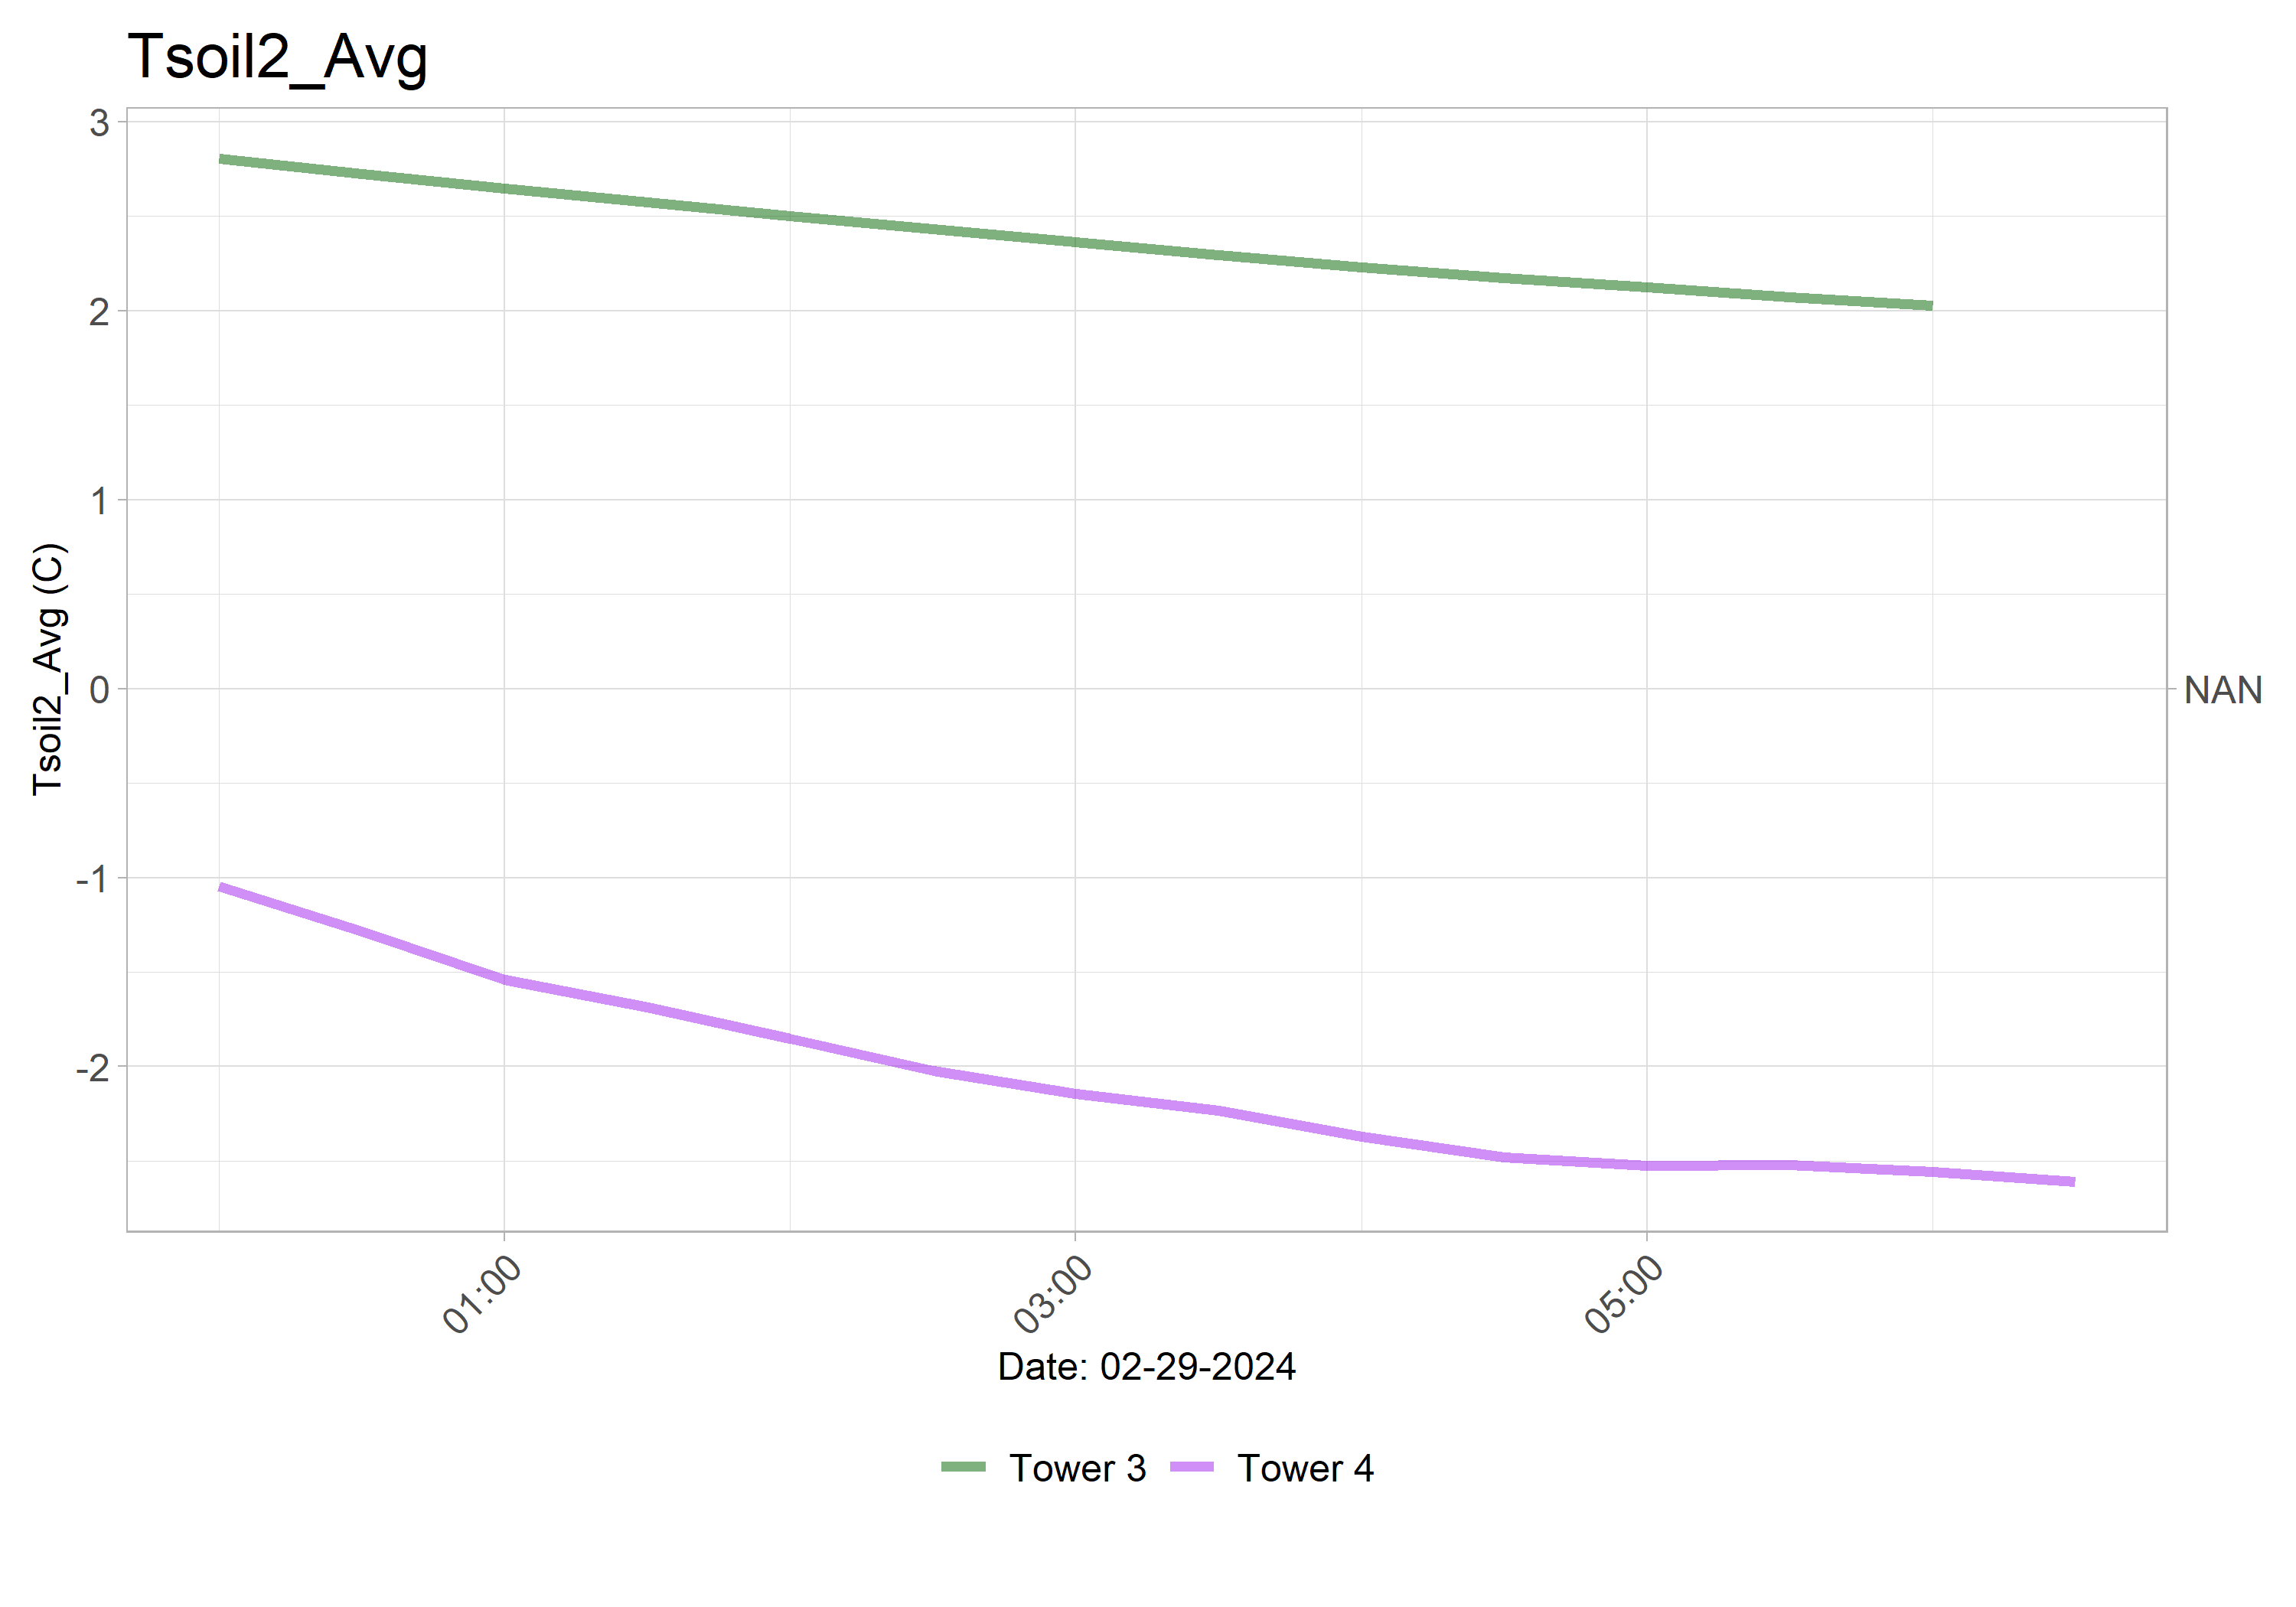 Tsoil2_Avg
Tsoil2_Avg (C)
3
2
1
0
-1
-2
NAN
01:00
03:00
05:00
Date: 02-29-2024
Tower 3
Tower 4